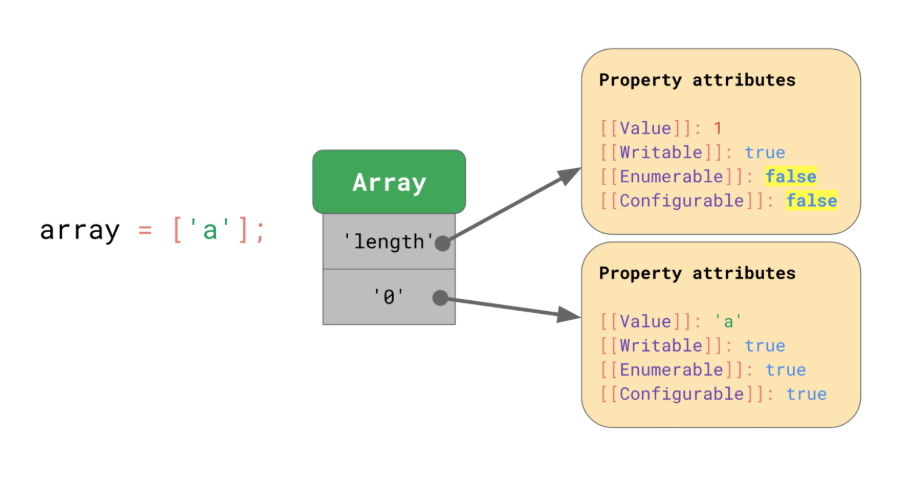 array = ['a'];
Array
'length'
'0'
Property attributes
[[Value]]: 1
[[Writable]]: true
[[Enumerable]]: false
[[Configurable]]: false
Property attributes
[[Value]]: 'a'
[[Writable]]: true
[[Enumerable]]: true
[[Configurable]]: true